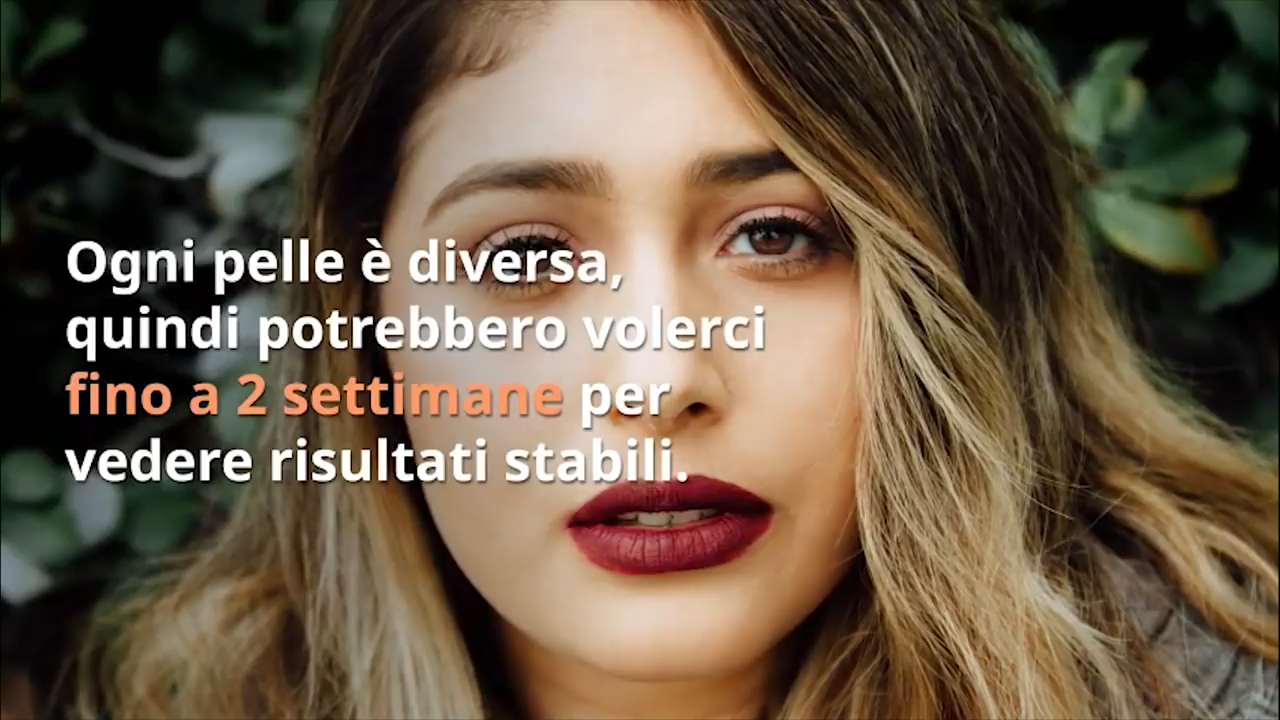 Ogni pelle è diversa,
quindi potrebbero volerci
fino a 2 settimane per
vedere risultati stabili.